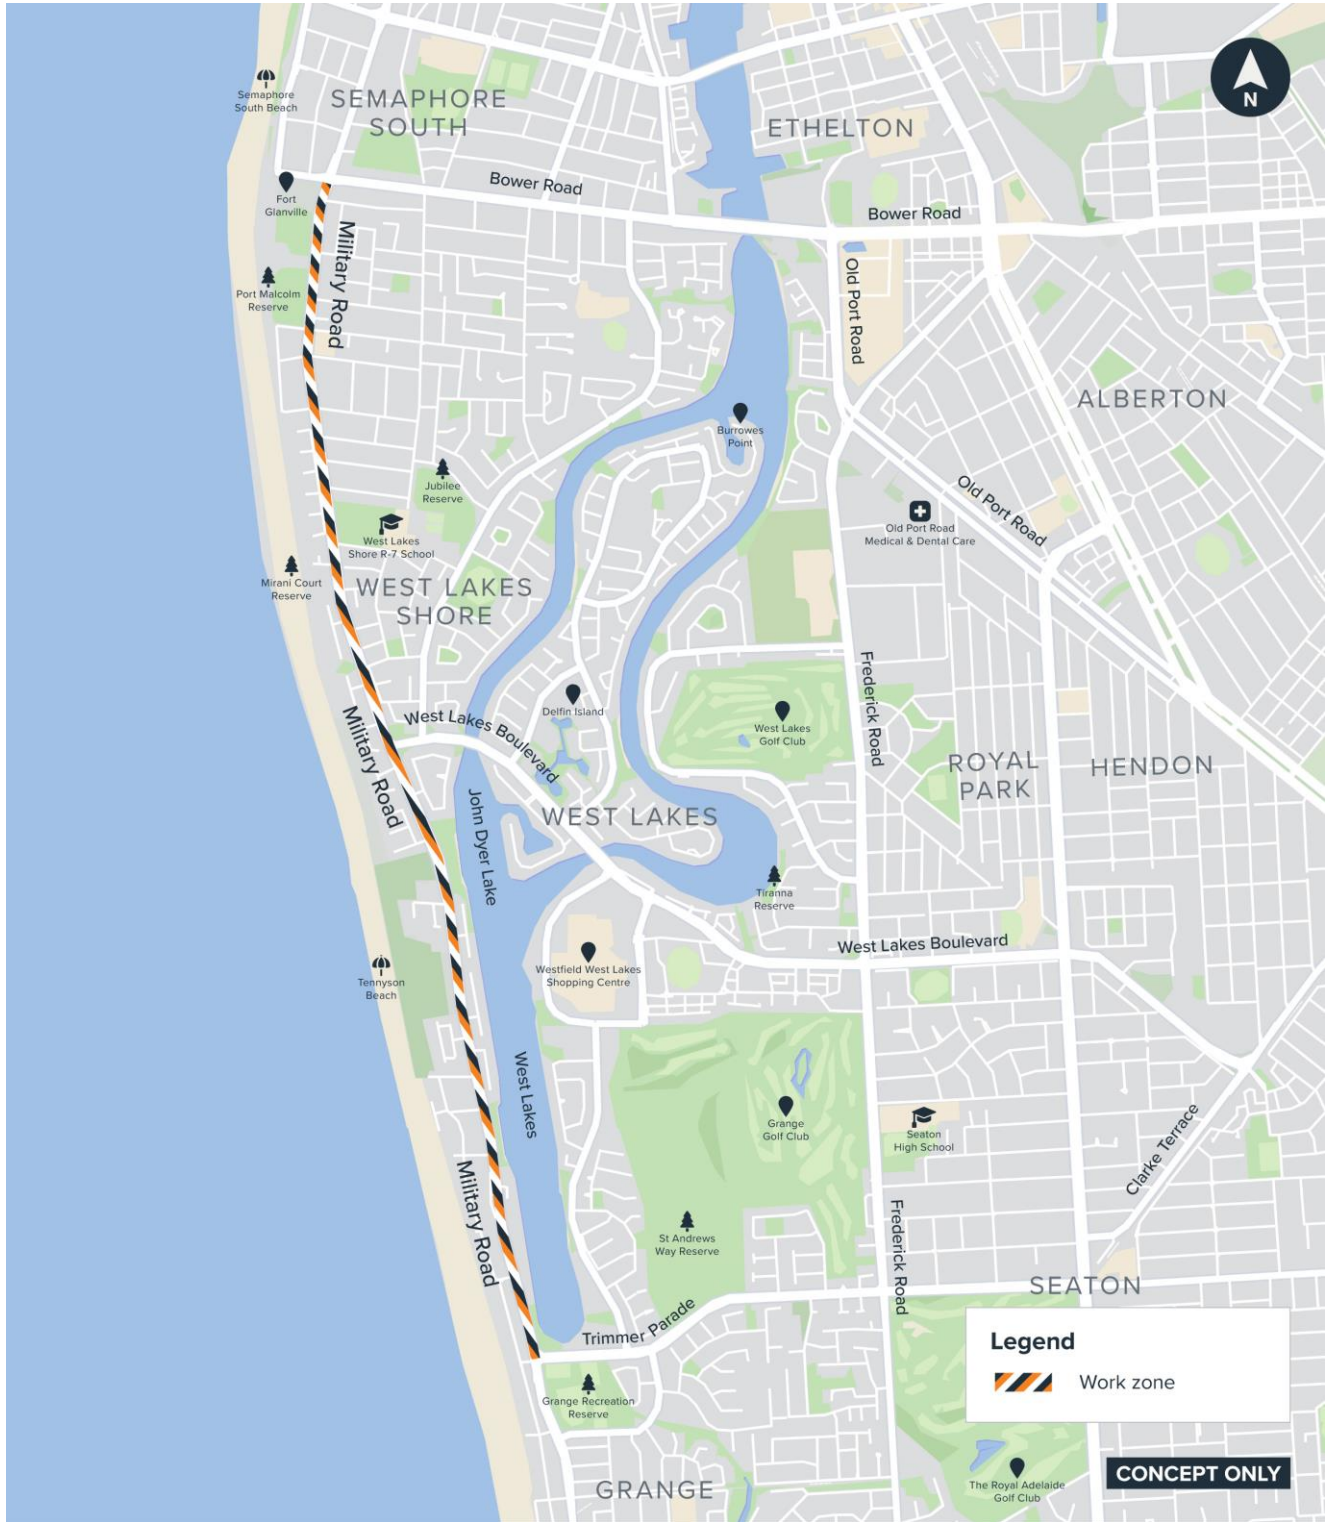 N
Semaphore
South Beach
SEMAPHORE
SOUTH
ETHELTON
Bower Road
Bower Road
Fort
Glanville
Military Road
Port Malcolm
Reserve
Old Port Road
ALBERTON
Burrowes
Point
Jubilee
Reserve
Old Port Road
West Lakes
Shore R-7 School
Old Port Road
Medical & Dental Care
Mirani Court
Reserve
WEST LAKES
SHORE
Frederick Road
Delfin Island
West Lakes Boulevard
West Lakes
Golf Club
Military Road
ROYAL
PARK
HENDON
WEST LAKES
John Dyer Lake
Tiranna
Reserve
West Lakes Boulevard
Westfield West Lakes
Shopping Centre
Tennyson
Beach
West Lakes
Grange
Golf Club
Seaton
High School
Clarke Terrace
Military Road
St Andrews
Way Reserve
Frederick Road
SEATON
Trimmer Parade
Legend
Work zone
Grange Recreation
Reserve
GRANGE
The Royal Adelaide
Golf Club
CONCEPT ONLY